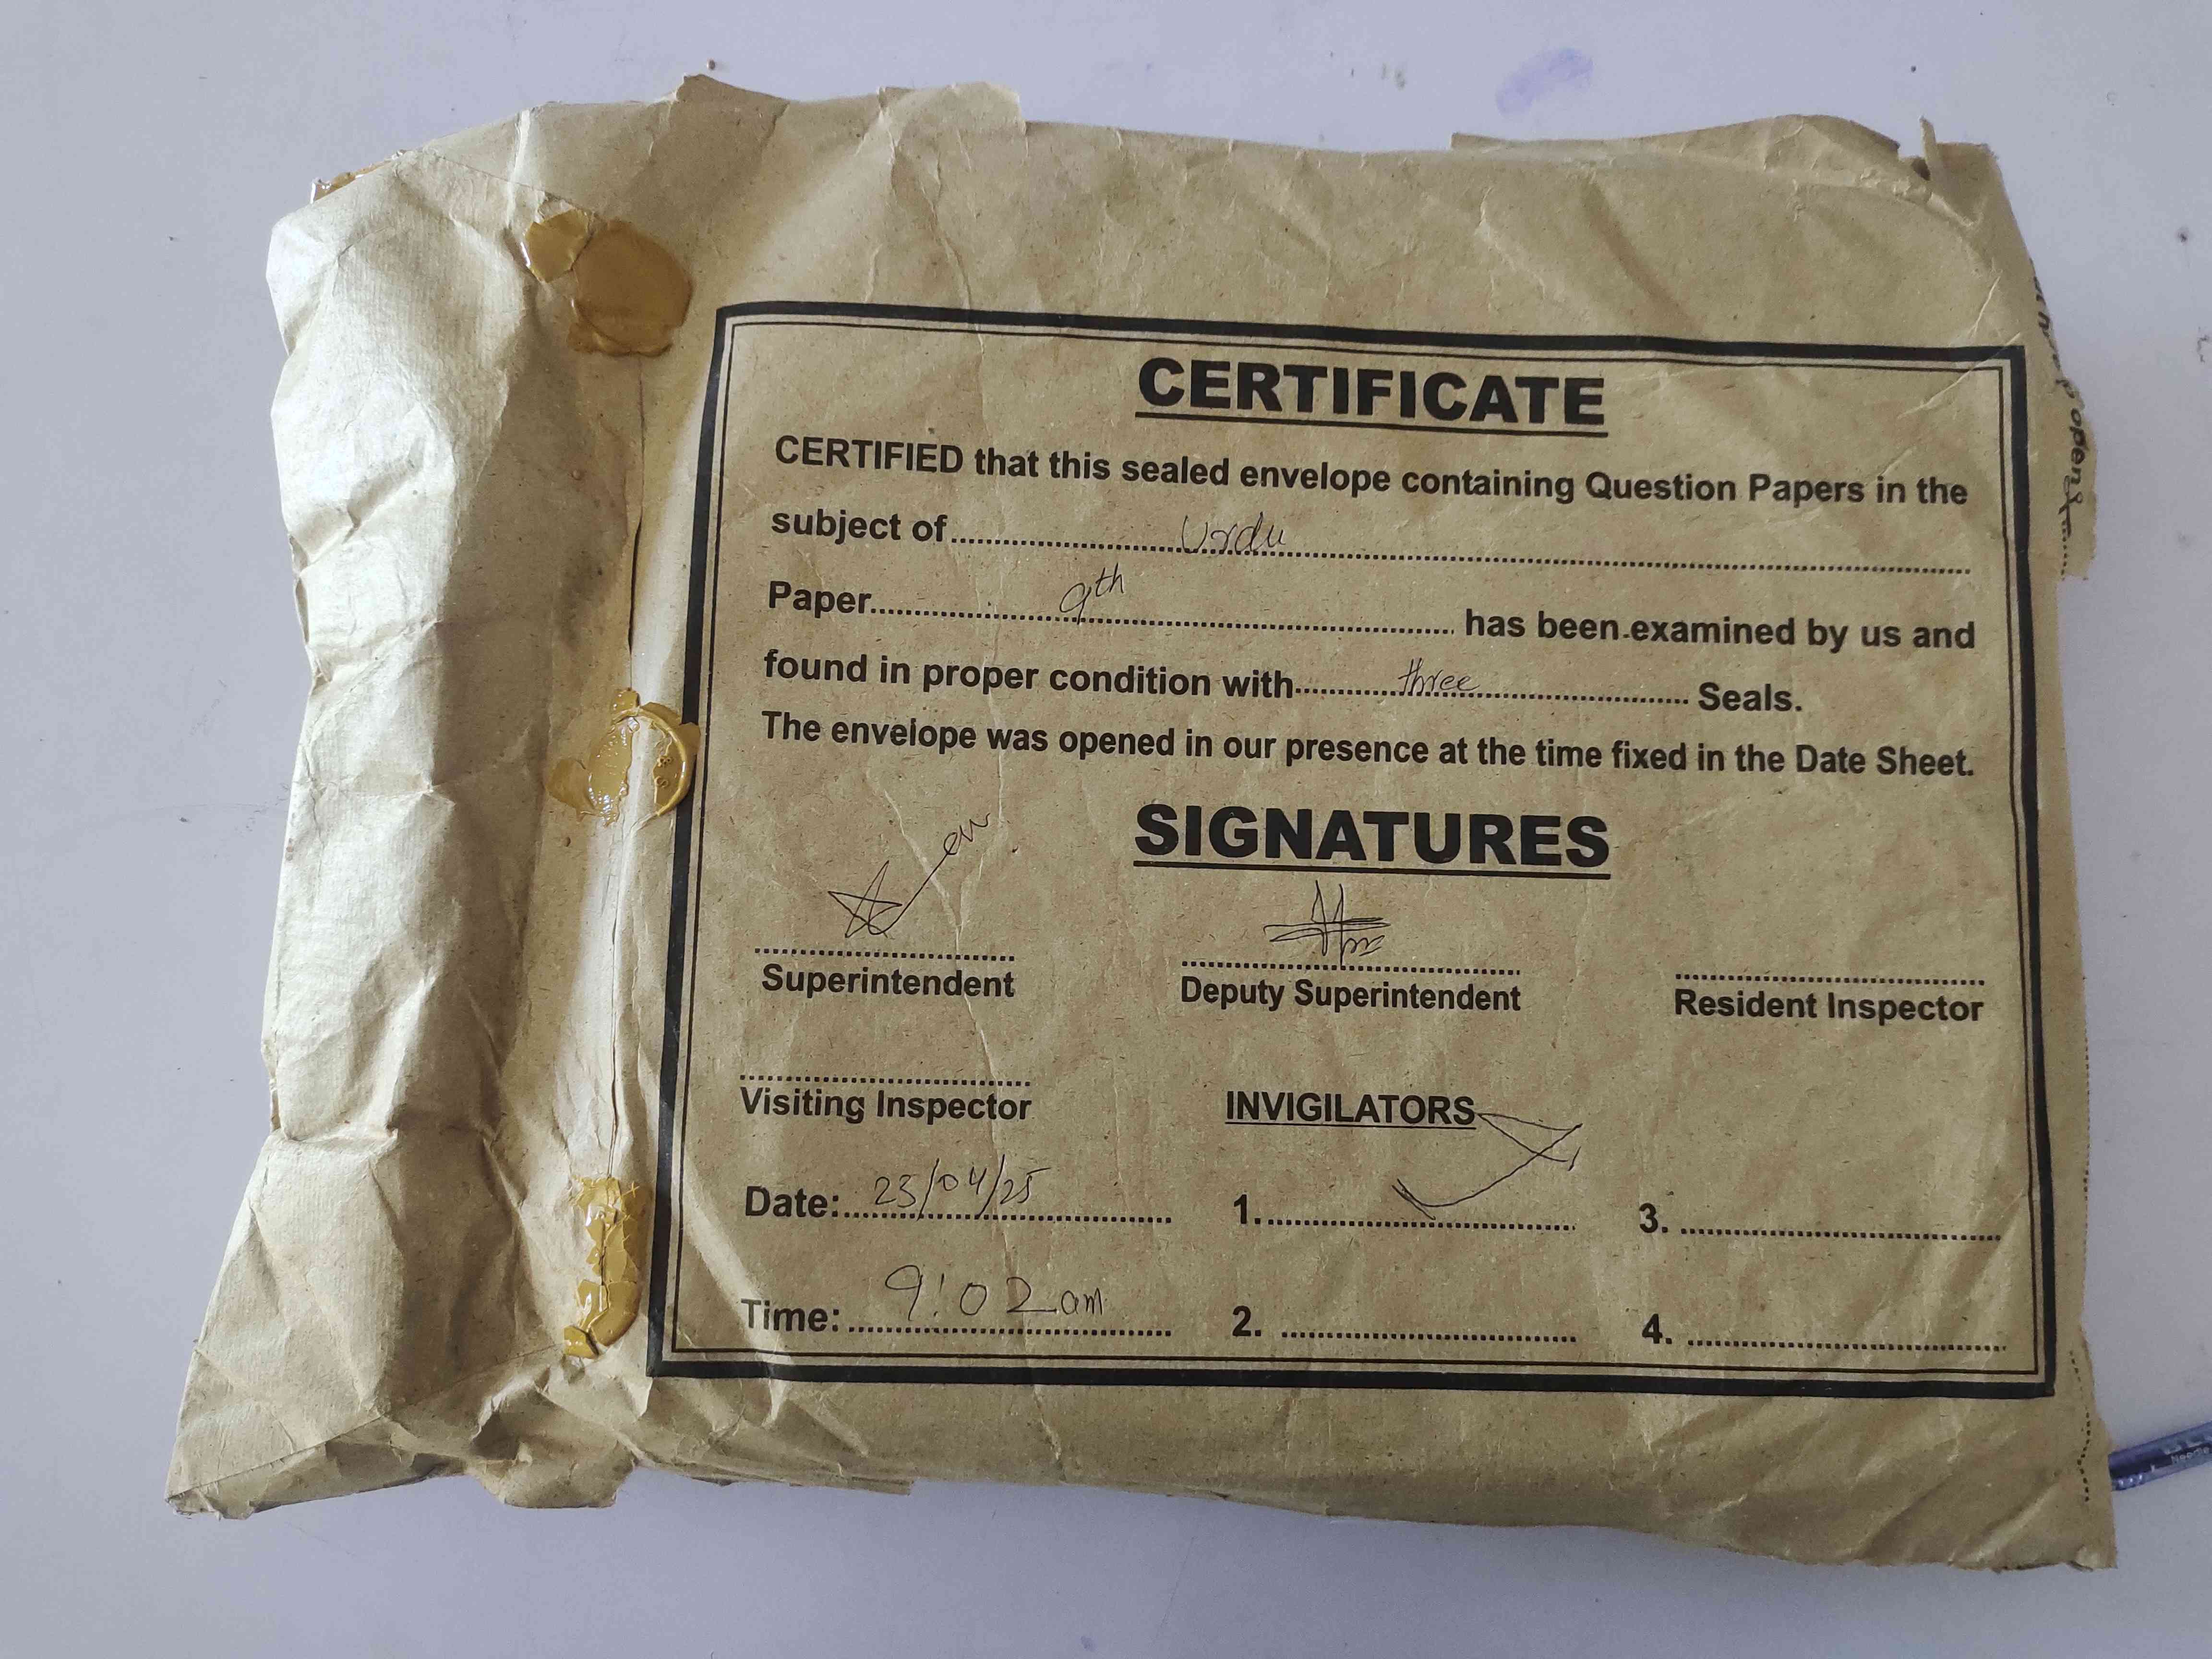 CERTIFICATE
CERTIFIED that this sealed envelope containing Question Papers in the
subject of Urdu
Paper 9th has been examined by us and
found in proper condition with three Seals.
The envelope was opened in our presence at the time fixed in the Date Sheet.
SIGNATURES
Superintendent Deputy Superintendent Resident Inspector
Visiting Inspector INVIGILATORS
Date: 23/04/25 1. 3.
Time: 9:02 am 2. 4.
open